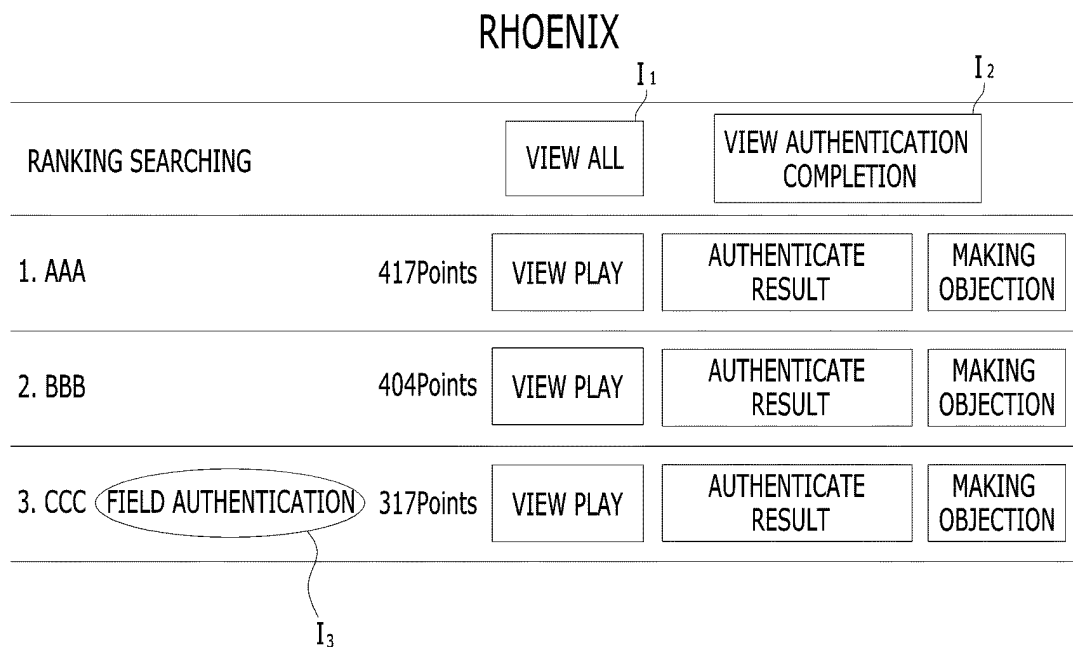 RHOENIX
I1
I2
RANKING SEARCHING
VIEW ALL
VIEW AUTHENTICATION
COMPLETION
1. AAA
417Points
VIEW PLAY
AUTHENTICATE
RESULT
MAKING
OBJECTION
2. BBB
404Points
VIEW PLAY
AUTHENTICATE
RESULT
MAKING
OBJECTION
3. CCC
FIELD AUTHENTICATION
317Points
VIEW PLAY
AUTHENTICATE
RESULT
MAKING
OBJECTION
I3